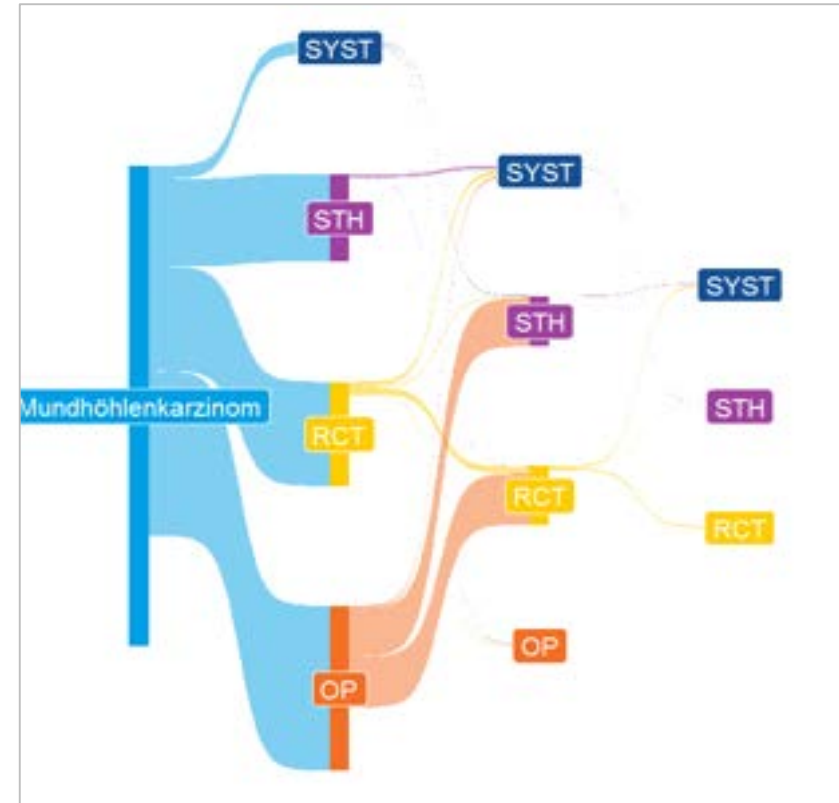 SYST
SYST
STH
SYST
STH
Mundhöhlenkarzinom
STH
RCT
RCT
RCT
OP
OP